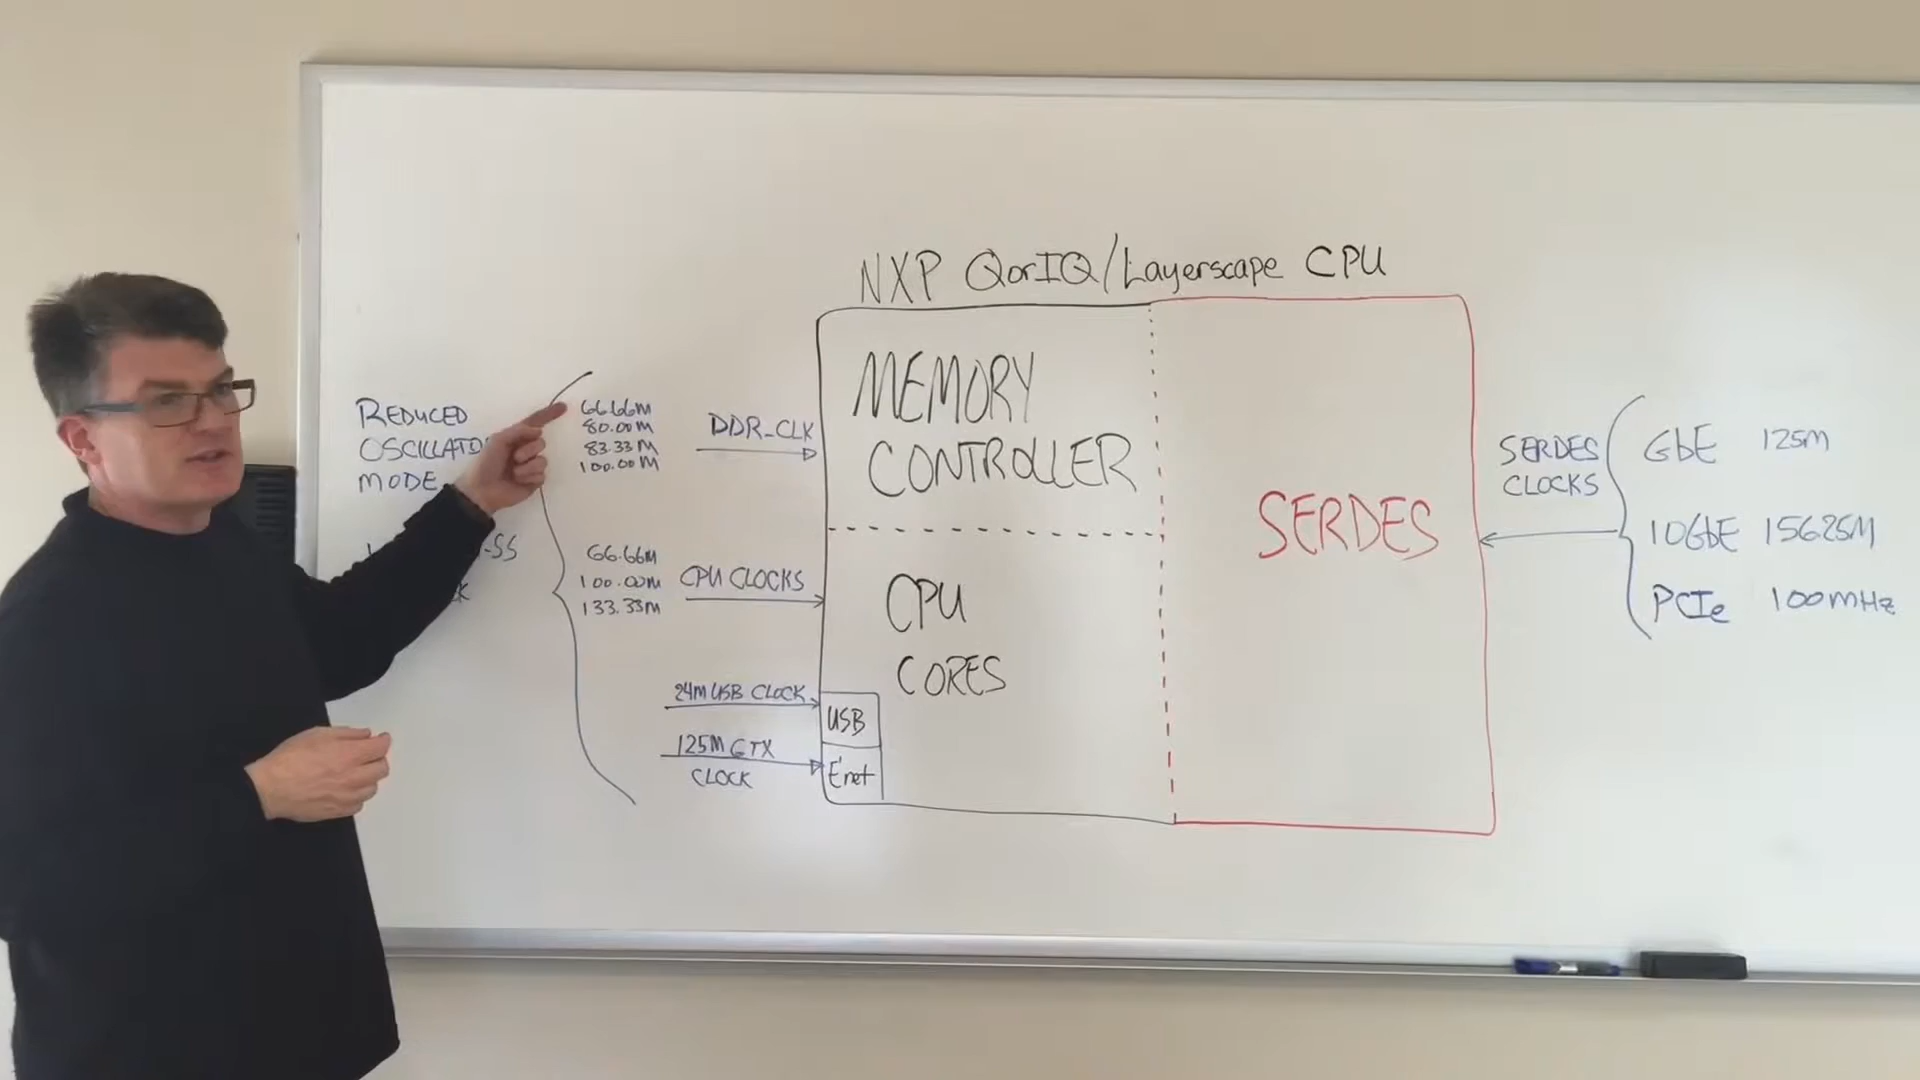 NXP QorIQ/Layerscape CPU
REDUCED
OSCILLATO
MODE
-SS
66.66M
80.00M
83.33M
100.00M
DDR_CLK
66.66M
100.00M
133.33M
CPU CLOCKS
24M USB CLOCK
125M GTX
CLOCK
MEMORY
CONTROLLER
CPU
CORES
USB
Enet
SERDES
SERDES
CLOCKS
GbE 125M
10GbE 15625M
PCIe 100MHz